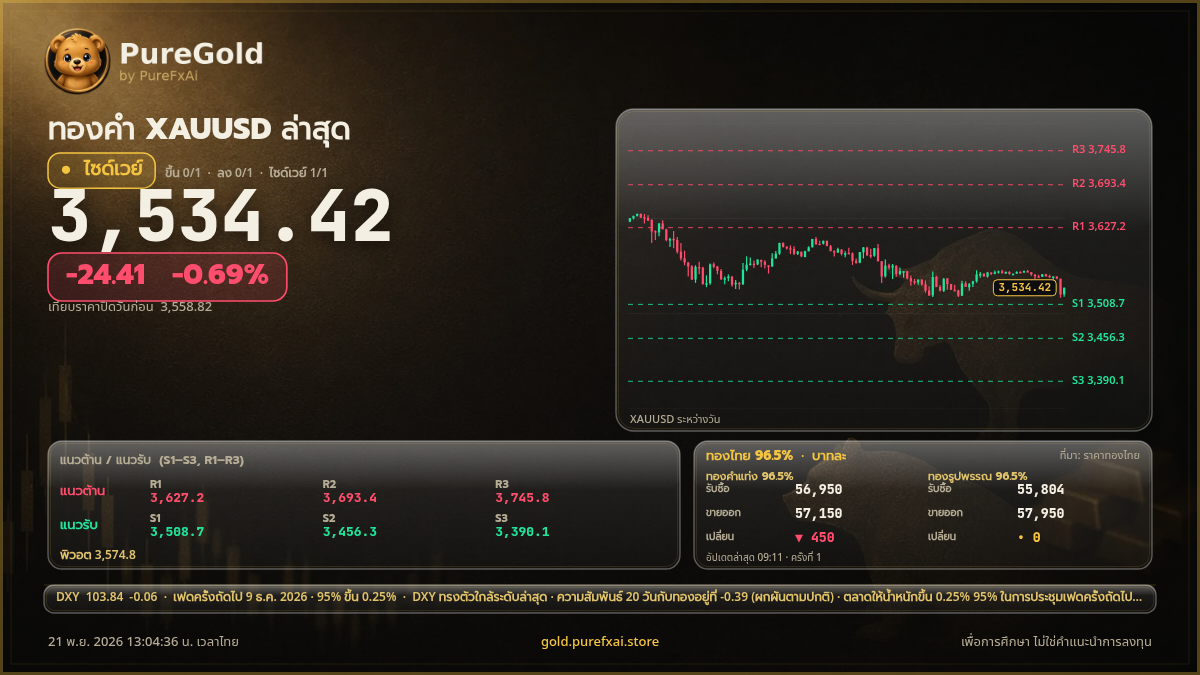 PureGold
by PureFxAi
ทองคำ XAUUSD ล่าสุด
• ไซด์เวย์ ขึ้น 0/1 · ลง 0/1 · ไซด์เวย์ 1/1
3,534.42
-24.41 -0.69%
เทียบราคาปิดวันก่อน 3,558.82
R3 3,745.8
R2 3,693.4
R1 3,627.2
3,534.42
S1 3,508.7
S2 3,456.3
S3 3,390.1
XAUUSD ระหว่างวัน
แนวต้าน / แนวรับ (S1–S3, R1–R3)
R1 R2 R3
แนวต้าน 3,627.2 3,693.4 3,745.8
S1 S2 S3
แนวรับ 3,508.7 3,456.3 3,390.1
พิวอต 3,574.8
ทองไทย 96.5% · บาทละ ที่มา: ราคาทองไทย
ทองคำแท่ง 96.5% ทองรูปพรรณ 96.5%
รับซื้อ 56,950 รับซื้อ 55,804
ขายออก 57,150 ขายออก 57,950
เปลี่ยน ▼ 450 เปลี่ยน • 0
อัปเดตล่าสุด 09:11 · ครั้งที่ 1
DXY 103.84 -0.06 · เฟดครั้งถัดไป 9 ธ.ค. 2026 · 95% ขึ้น 0.25% · DXY ทรงตัวใกล้ระดับล่าสุด · ความสัมพันธ์ 20 วันกับทองอยู่ที่ -0.39 (ผกผันตามปกติ) · ตลาดให้น้ำหนักขึ้น 0.25% 95% ในการประชุมเฟดครั้งถัดไป...
21 พ.ย. 2026 13:04:36 น. เวลาไทย
gold.purefxai.store
เพื่อการศึกษา ไม่ใช่คำแนะนำการลงทุน